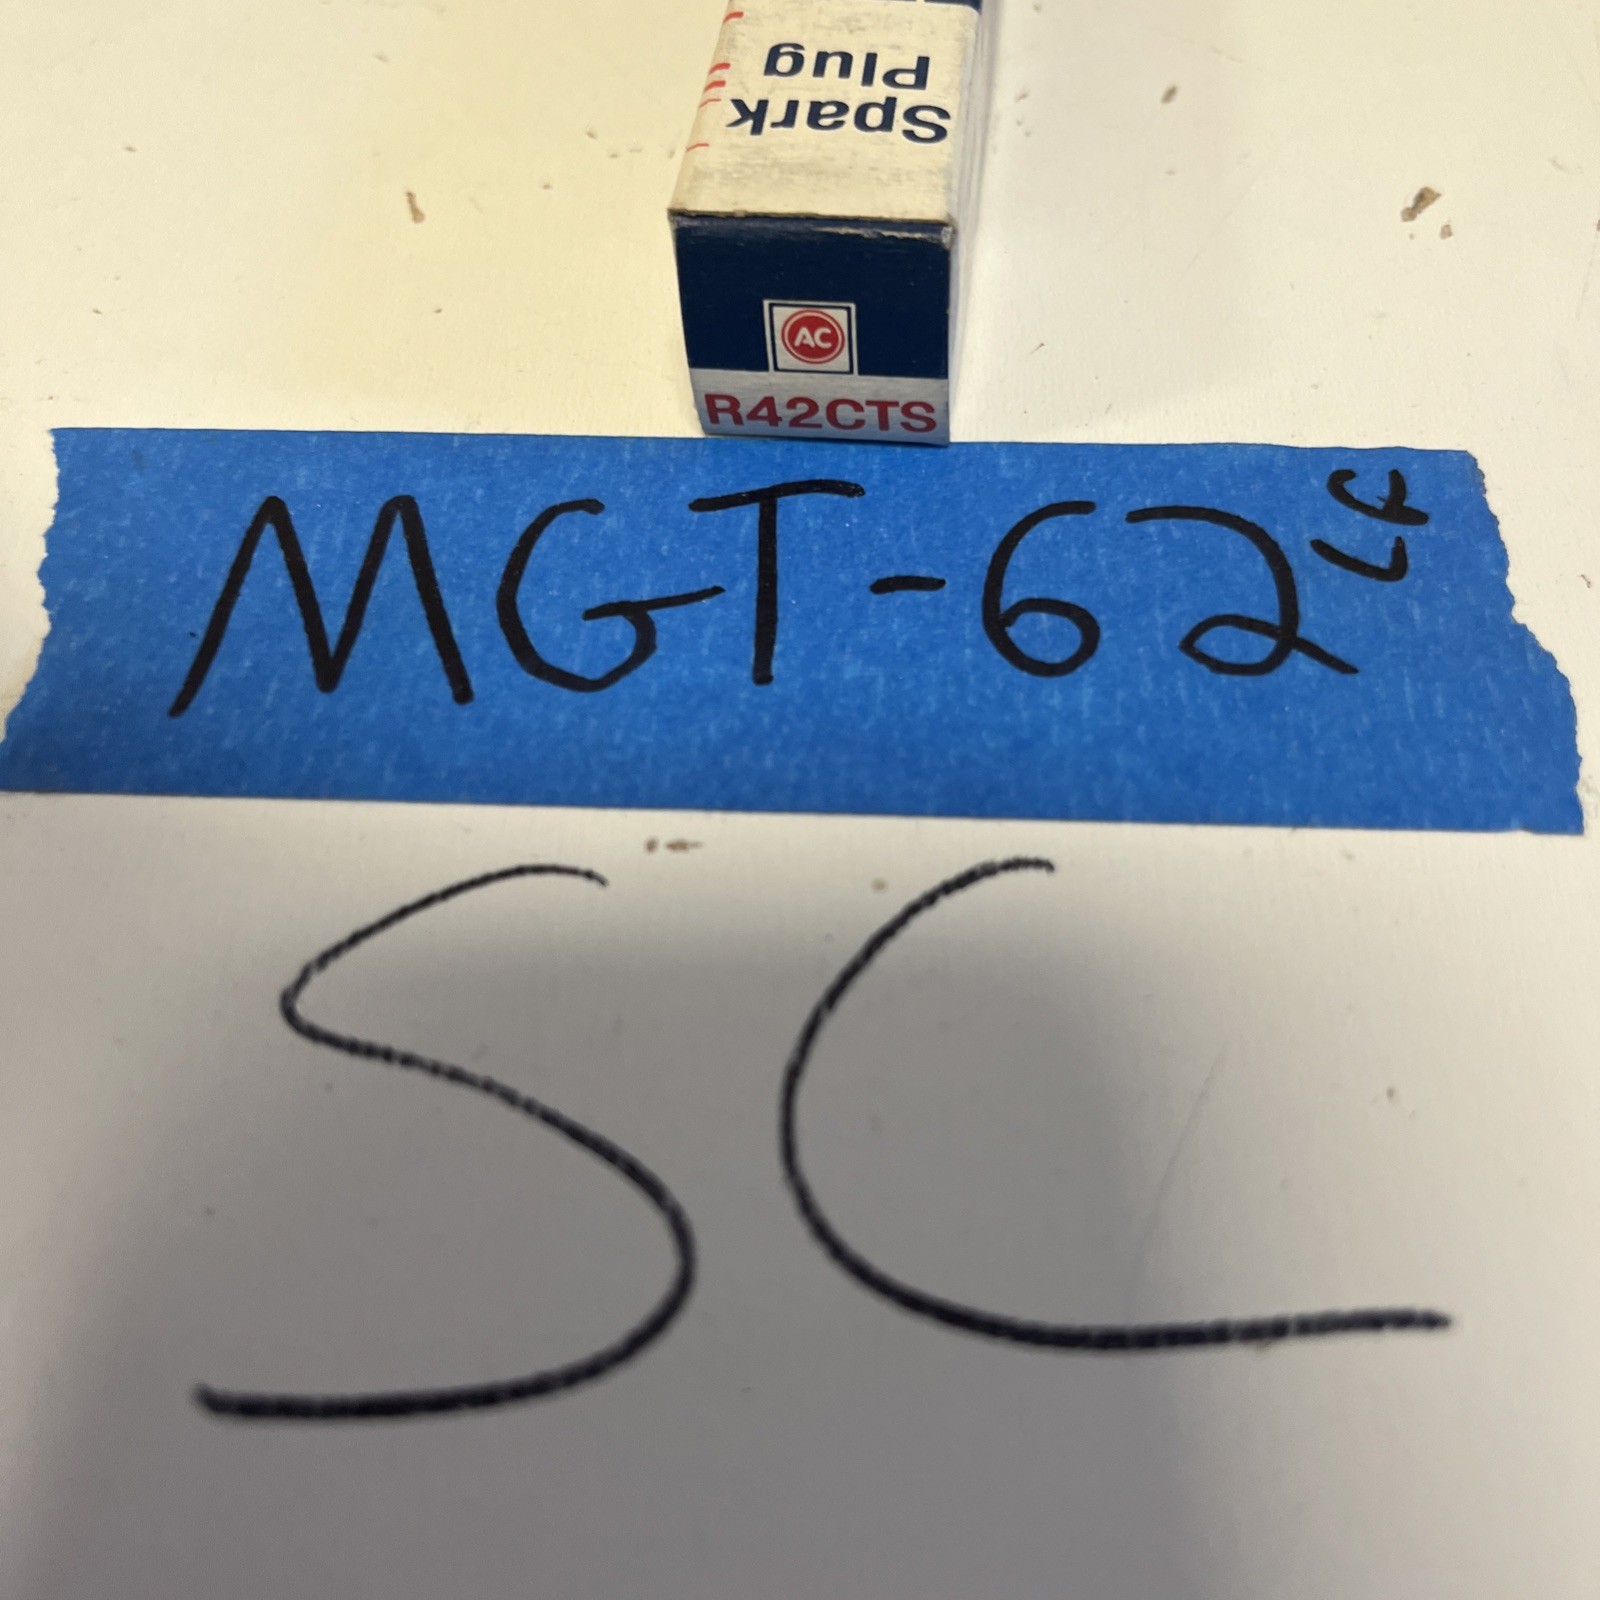 Spark
Plug
AC
R42CTS
MGT-62
SC